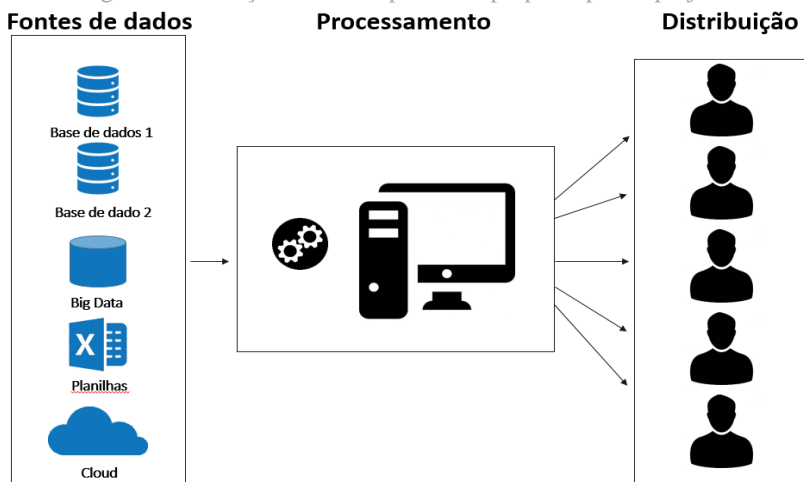 Fontes de dados
Processamento
Distribuição
Base de dados 1
Base de dado 2
Big Data
X
Planilhas
Cloud